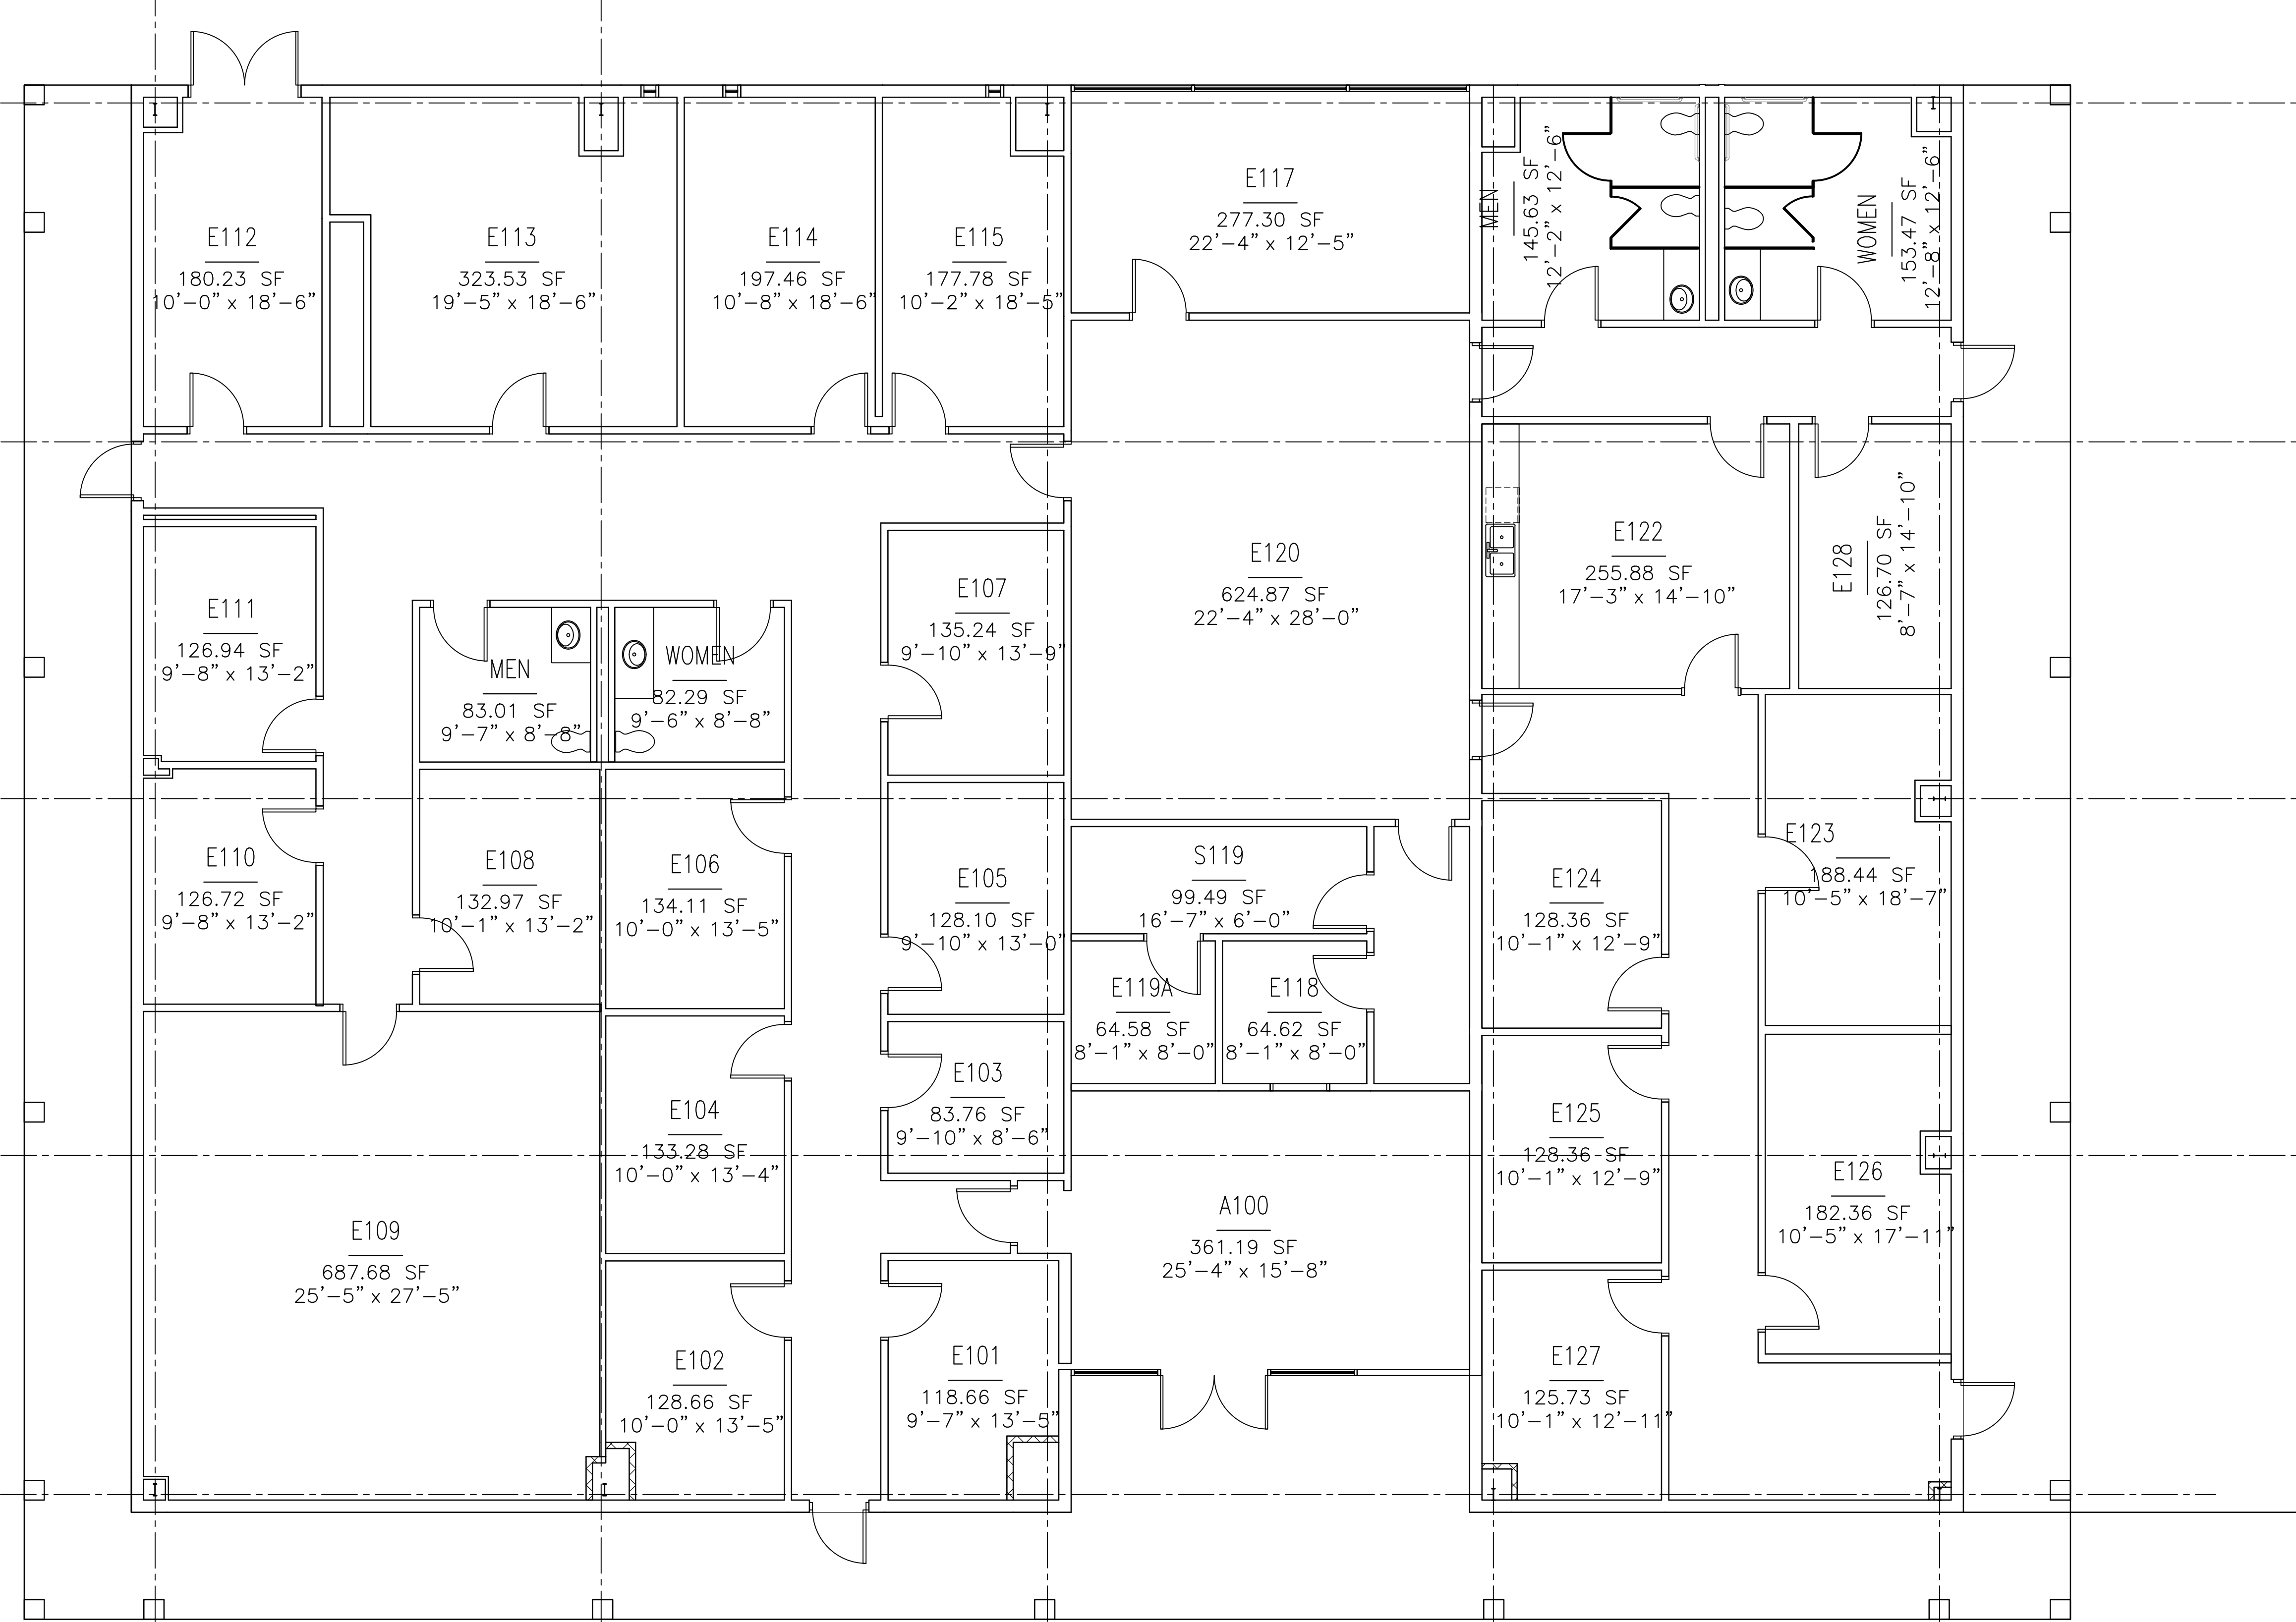 E112
180.23 SF
10'-0" x 18'-6"
E113
323.53 SF
19'-5" x 18'-6"
E114
197.46 SF
10'-8" x 18'-6"
E115
177.78 SF
10'-2" x 18'-5"
E117
277.30 SF
22'-4" x 12'-5"
MEN
145.63 SF
12'-2" x 12'-6"
WOMEN
153.47 SF
12'-8" x 12'-6"
E111
126.94 SF
9'-8" x 13'-2"
MEN
83.01 SF
9'-7" x 8'-8"
WOMEN
82.29 SF
9'-6" x 8'-8"
E107
135.24 SF
9'-10" x 13'-9"
E120
624.87 SF
22'-4" x 28'-0"
E122
255.88 SF
17'-3" x 14'-10"
E128
126.70 SF
8'-7" x 14'-10"
E110
126.72 SF
9'-8" x 13'-2"
E108
132.97 SF
10'-1" x 13'-2"
E106
134.11 SF
10'-0" x 13'-5"
E105
128.10 SF
9'-10" x 13'-0"
S119
99.49 SF
16'-7" x 6'-0"
E124
128.36 SF
10'-1" x 12'-9"
E123
188.44 SF
10'-5" x 18'-7"
E119A
64.58 SF
8'-1" x 8'-0"
E118
64.62 SF
8'-1" x 8'-0"
E104
133.28 SF
10'-0" x 13'-4"
E103
83.76 SF
9'-10" x 8'-6"
E125
128.36 SF
10'-1" x 12'-9"
E126
182.36 SF
10'-5" x 17'-11"
E109
687.68 SF
25'-5" x 27'-5"
A100
361.19 SF
25'-4" x 15'-8"
E102
128.66 SF
10'-0" x 13'-5"
E101
118.66 SF
9'-7" x 13'-5"
E127
125.73 SF
10'-1" x 12'-11"